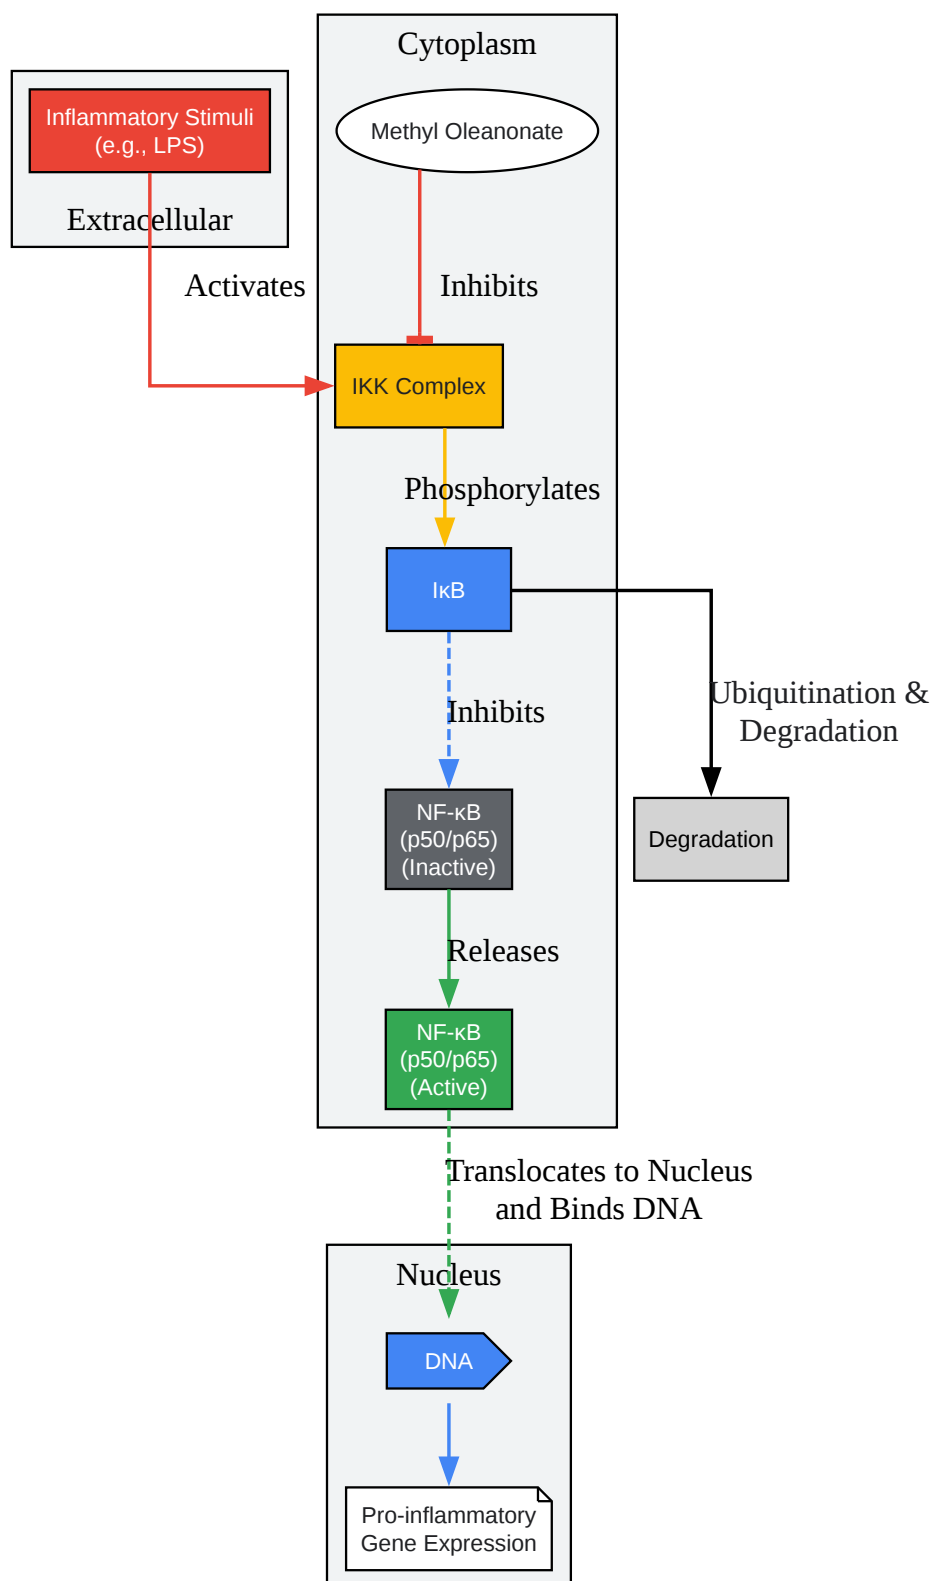 Cytoplasm
Inflammatory Stimuli
(e.g., LPS)
Methyl Oleanonate
Extracellular
Activates
Inhibits
IKK Complex
Phosphorylates
IκB
Ubiquitination &
Degradation
Inhibits
NF-κB
(p50/p65)
(Inactive)
Degradation
Releases
NF-κB
(p50/p65)
(Active)
Translocates to Nucleus
and Binds DNA
Nucleus
DNA
Pro-inflammatory
Gene Expression